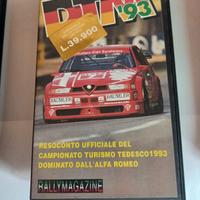 DTM '93
L.39.900
RESOCONTO UFFICIALE DEL
CAMPIONATO TURISMO TEDESCO 1993
DOMINATO DALL'ALFA ROMEO
RALLYMAGAZINE